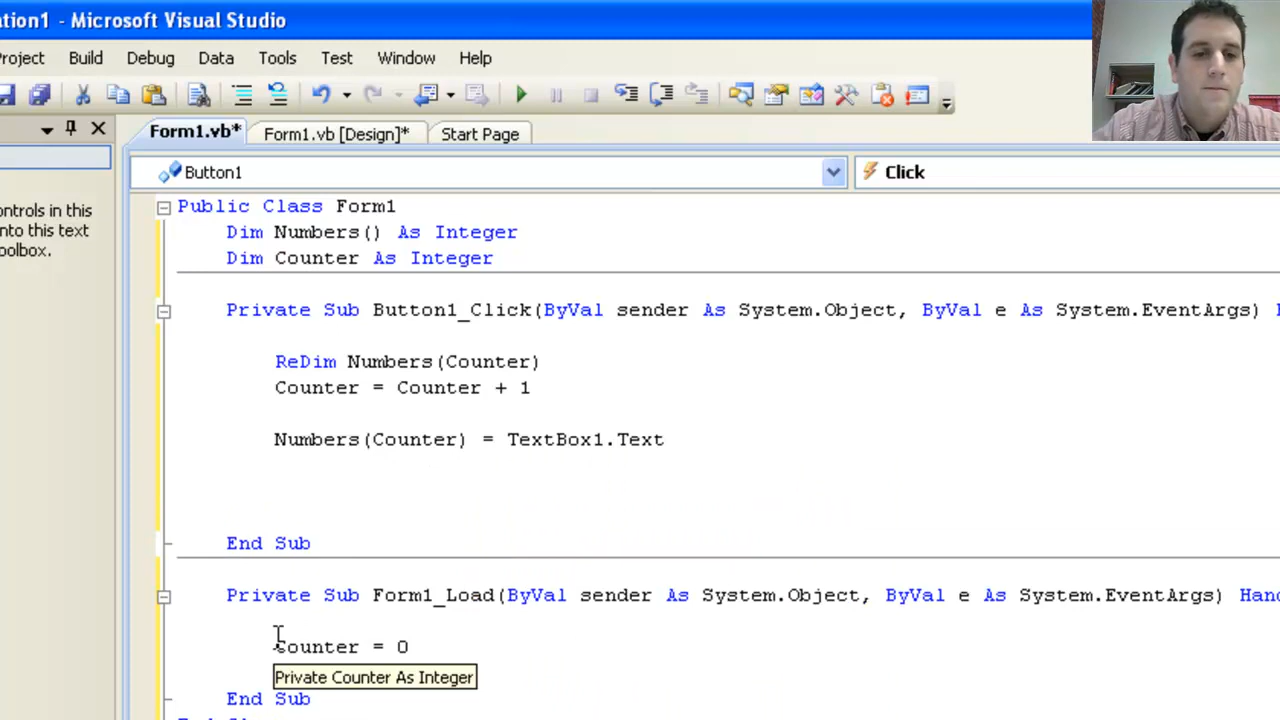 ation1 - Microsoft Visual Studio
Project Build Debug Data Tools Test Window Help
Form1.vb* Form1.vb [Design]* Start Page
Button1 Click
ontrols in this
nto this text
oolbox.
Public Class Form1
Dim Numbers() As Integer
Dim Counter As Integer
Private Sub Button1_Click(ByVal sender As System.Object, ByVal e As System.EventArgs) H
ReDim Numbers(Counter)
Counter = Counter + 1
Numbers(Counter) = TextBox1.Text
End Sub
Private Sub Form1_Load(ByVal sender As System.Object, ByVal e As System.EventArgs) Hand
Counter = 0
Private Counter As Integer
End Sub